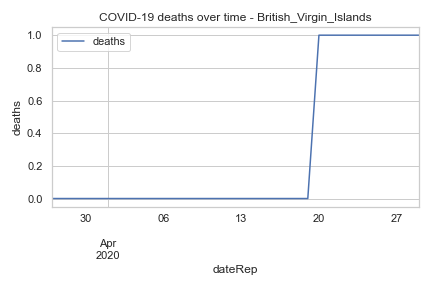 COVID-19 deaths over time - British_Virgin_Islands
deaths
deaths
1.0
0.8
0.6
0.4
0.2
0.0
30 06 13 20 27
Apr
2020
dateRep